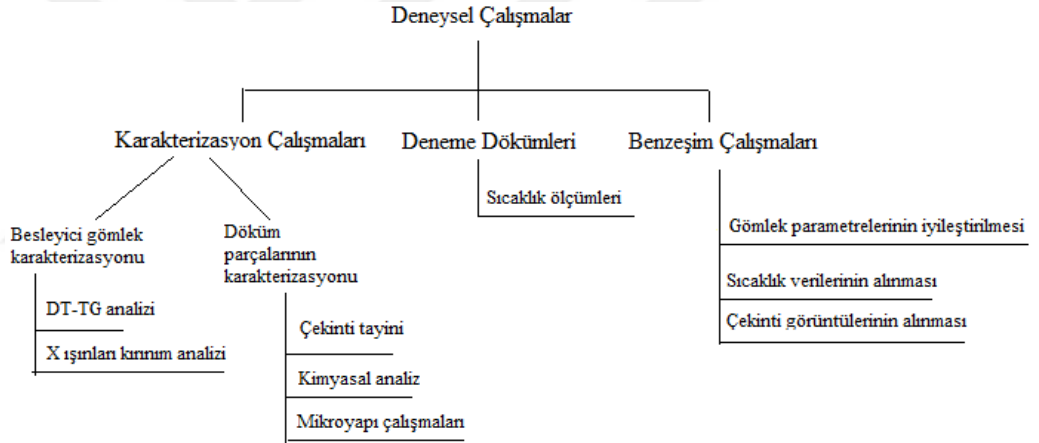 Deneysel Çalışmalar
Karakterizasyon Çalışmaları
Deneme Dökümleri
Benzeşim Çalışmaları
Besleyici gömlek
karakterizasyonu
DT-TG analizi
X ışınları kırınım analizi
Döküm
parçalarının
karakterizasyonu
Çekinti tayini
Kimyasal analiz
Mikroyapı çalışmaları
Sıcaklık ölçümleri
Gömlek parametrelerinin iyileştirilmesi
Sıcaklık verilerinin alınması
Çekinti görüntülerinin alınması